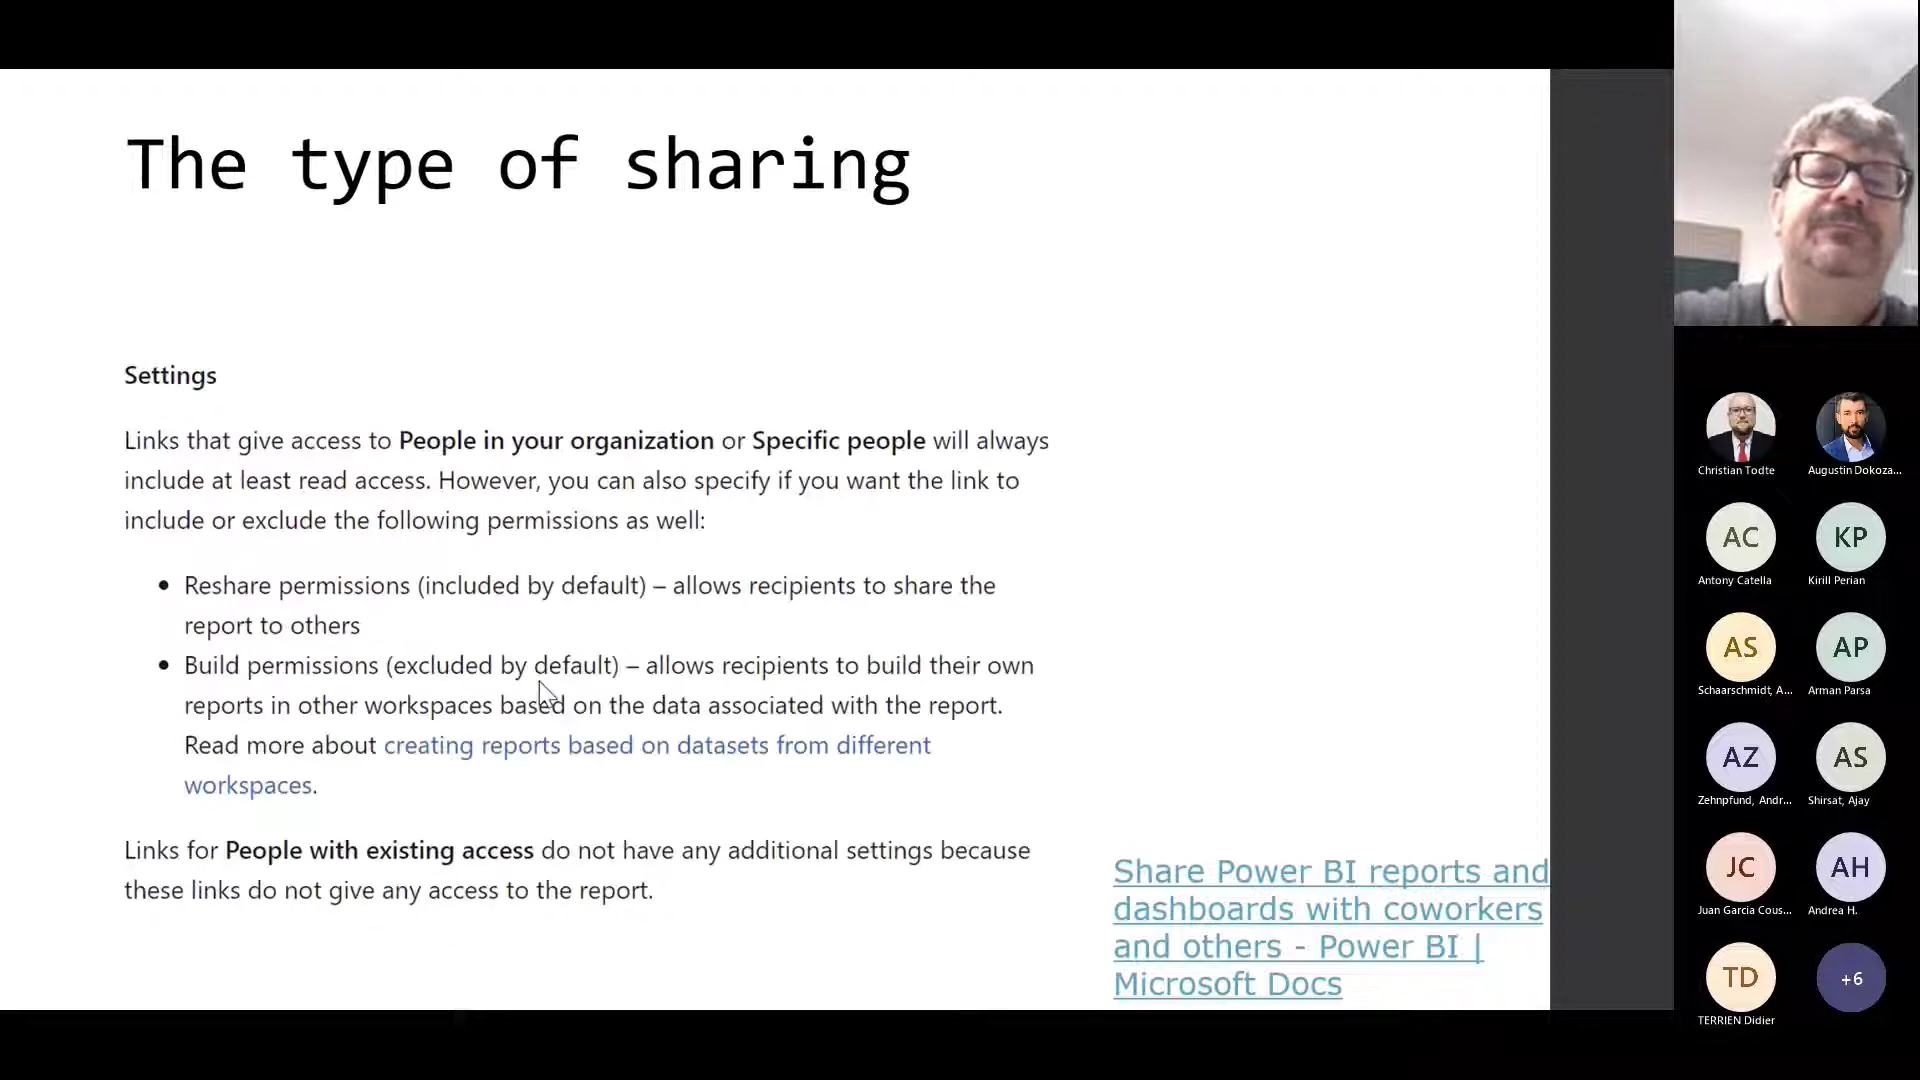 The type of sharing
Settings
Links that give access to People in your organization or Specific people will always
include at least read access. However, you can also specify if you want the link to
include or exclude the following permissions as well:
• Reshare permissions (included by default) – allows recipients to share the
report to others
• Build permissions (excluded by default) – allows recipients to build their own
reports in other workspaces based on the data associated with the report.
Read more about creating reports based on datasets from different
workspaces.
Links for People with existing access do not have any additional settings because
these links do not give any access to the report.
Share Power BI reports and
dashboards with coworkers
and others - Power BI |
Microsoft Docs
Christian Todte
Augustin Dokoza...
AC
KP
Antony Catella
Kirill Perian
AS
AP
Schaarschmidt, A...
Arman Parsa
AZ
AS
Zehnpfund, Andr...
Shirsat, Ajay
JC
AH
Juan Garcia Cous...
Andrea H.
TD
+6
TERRIEN Didier